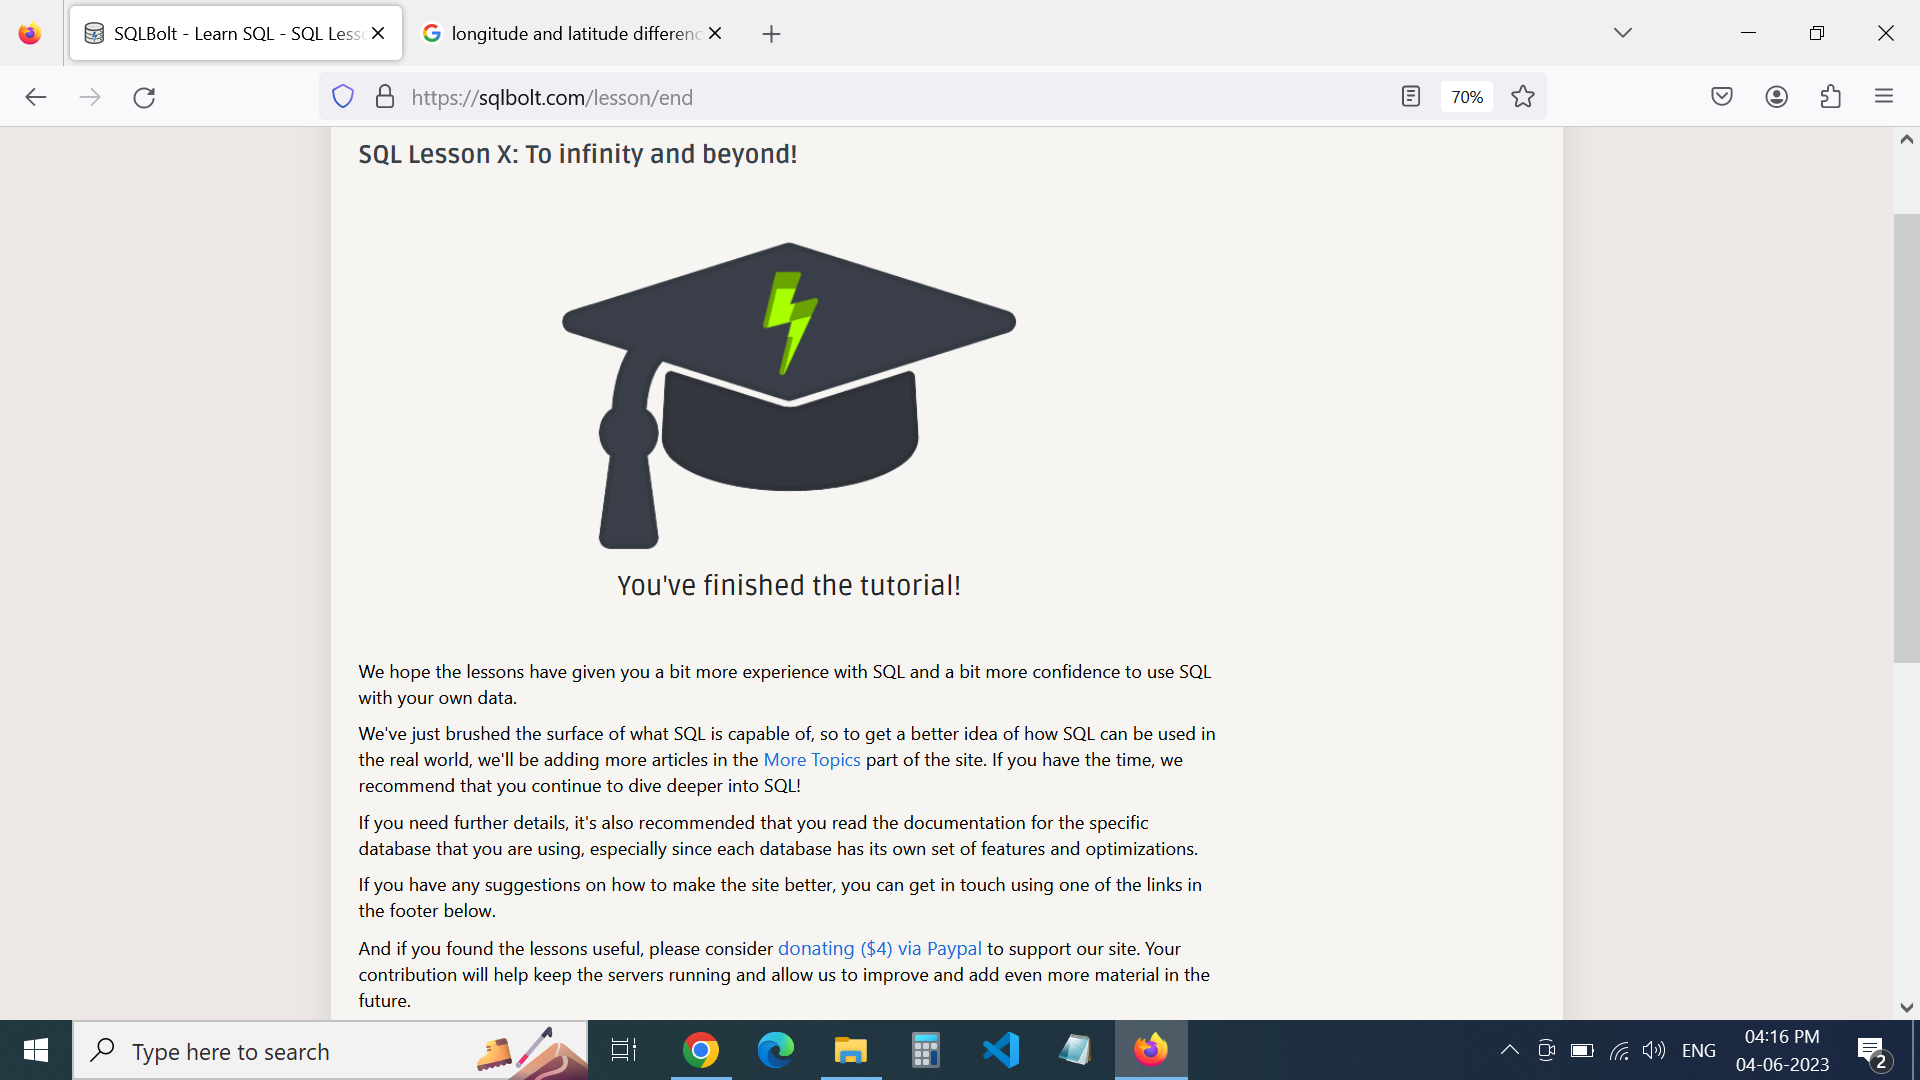 SQLBolt - Learn SQL - SQL Less
longitude and latitude differenc
https://sqlbolt.com/lesson/end
70%
SQL Lesson X: To infinity and beyond!
You've finished the tutorial!
We hope the lessons have given you a bit more experience with SQL and a bit more confidence to use SQL
with your own data.
We've just brushed the surface of what SQL is capable of, so to get a better idea of how SQL can be used in
the real world, we'll be adding more articles in the More Topics part of the site. If you have the time, we
recommend that you continue to dive deeper into SQL!
If you need further details, it's also recommended that you read the documentation for the specific
database that you are using, especially since each database has its own set of features and optimizations.
If you have any suggestions on how to make the site better, you can get in touch using one of the links in
the footer below.
And if you found the lessons useful, please consider donating ($4) via Paypal to support our site. Your
contribution will help keep the servers running and allow us to improve and add even more material in the
future.
Type here to search
ENG
04:16 PM
04-06-2023
2